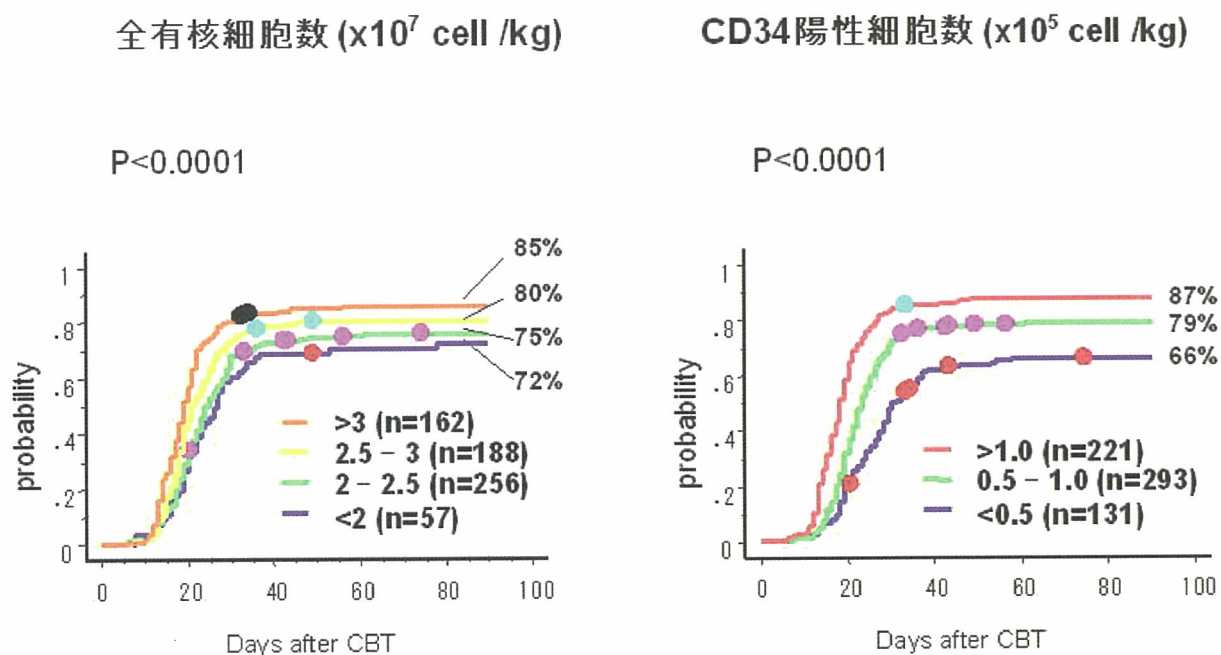 全有核細胞数 (x10⁷ cell /kg)
P<0.0001
probability
1
.8
.6
.4
.2
0
85%
80%
75%
72%
>3 (n=162)
2.5 – 3 (n=188)
2 – 2.5 (n=256)
<2 (n=57)
0 20 40 60 80 100
Days after CBT
CD34陽性細胞数 (x10⁵ cell /kg)
P<0.0001
probability
1
.8
.6
.4
.2
0
87%
79%
66%
>1.0 (n=221)
0.5 – 1.0 (n=293)
<0.5 (n=131)
0 20 40 60 80 100
Days after CBT